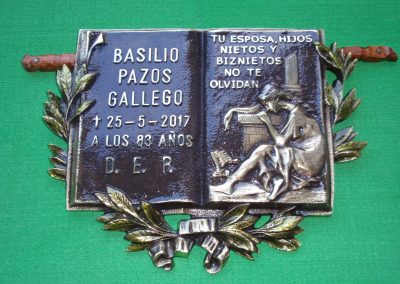 BASILIO
PAZOS
GALLEGO
✝ 25-5-2017
A LOS 83 AÑOS
D. E. P.
TU ESPOSA, HIJOS
NIETOS Y
BIZNIETOS
NO TE
OLVIDAN